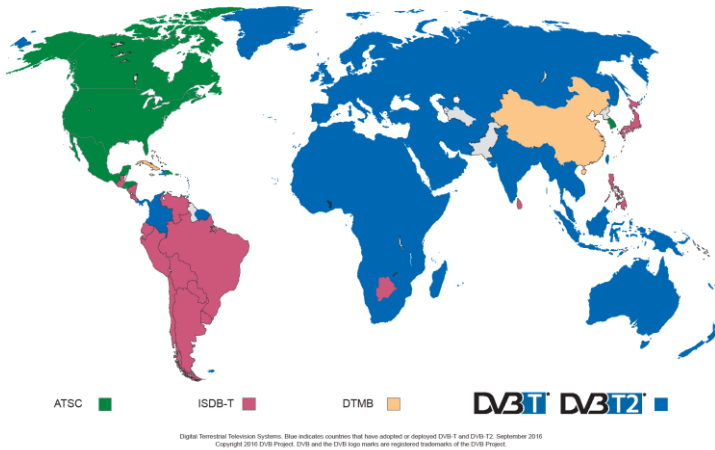 ATSC ISDB-T DTMB DVB T DVB T2
Digital Terrestrial Television Systems. Blue indicates countries that have adopted or deployed DVB-T and DVB-T2. September 2016
Copyright 2016 DVB Project. DVB and the DVB logo marks are registered trademarks of the DVB Project.